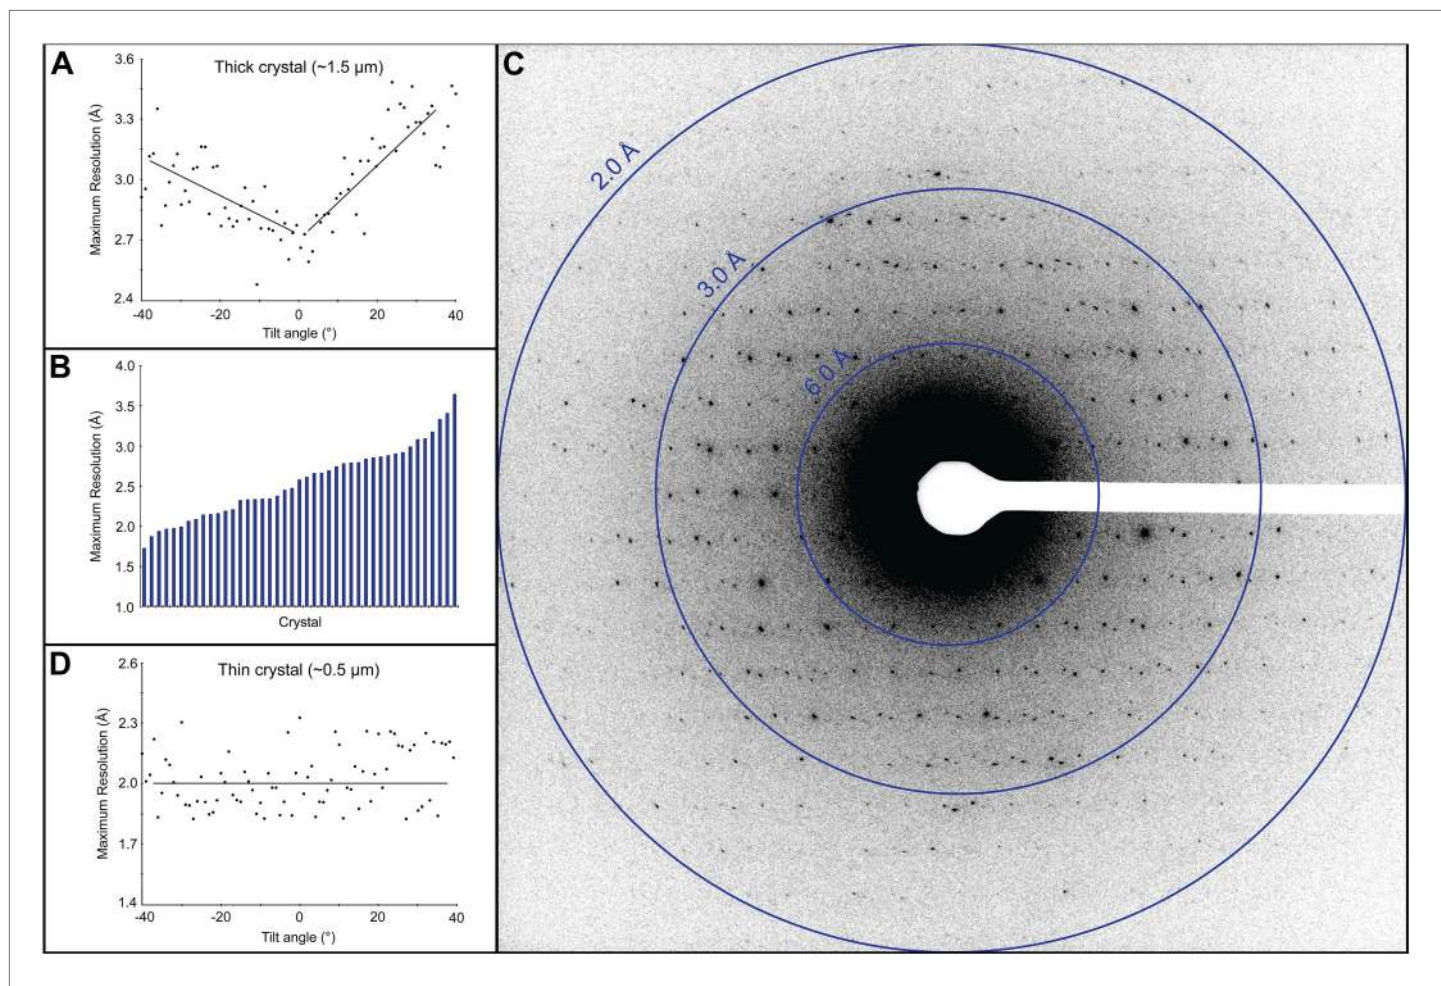 A
Thick crystal (~1.5 µm)
Maximum Resolution (Å)
3.6
3.3
3.0
2.7
2.4
-40
-20
0
20
40
Tilt angle (°)
B
Maximum Resolution (Å)
4.0
3.5
3.0
2.5
2.0
1.5
1.0
Crystal
D
Thin crystal (~0.5 µm)
Maximum Resolution (Å)
2.6
2.3
2.0
1.7
1.4
-40
-20
0
20
40
Tilt angle (°)
C
2.0 Å
3.0 Å
6.0 Å